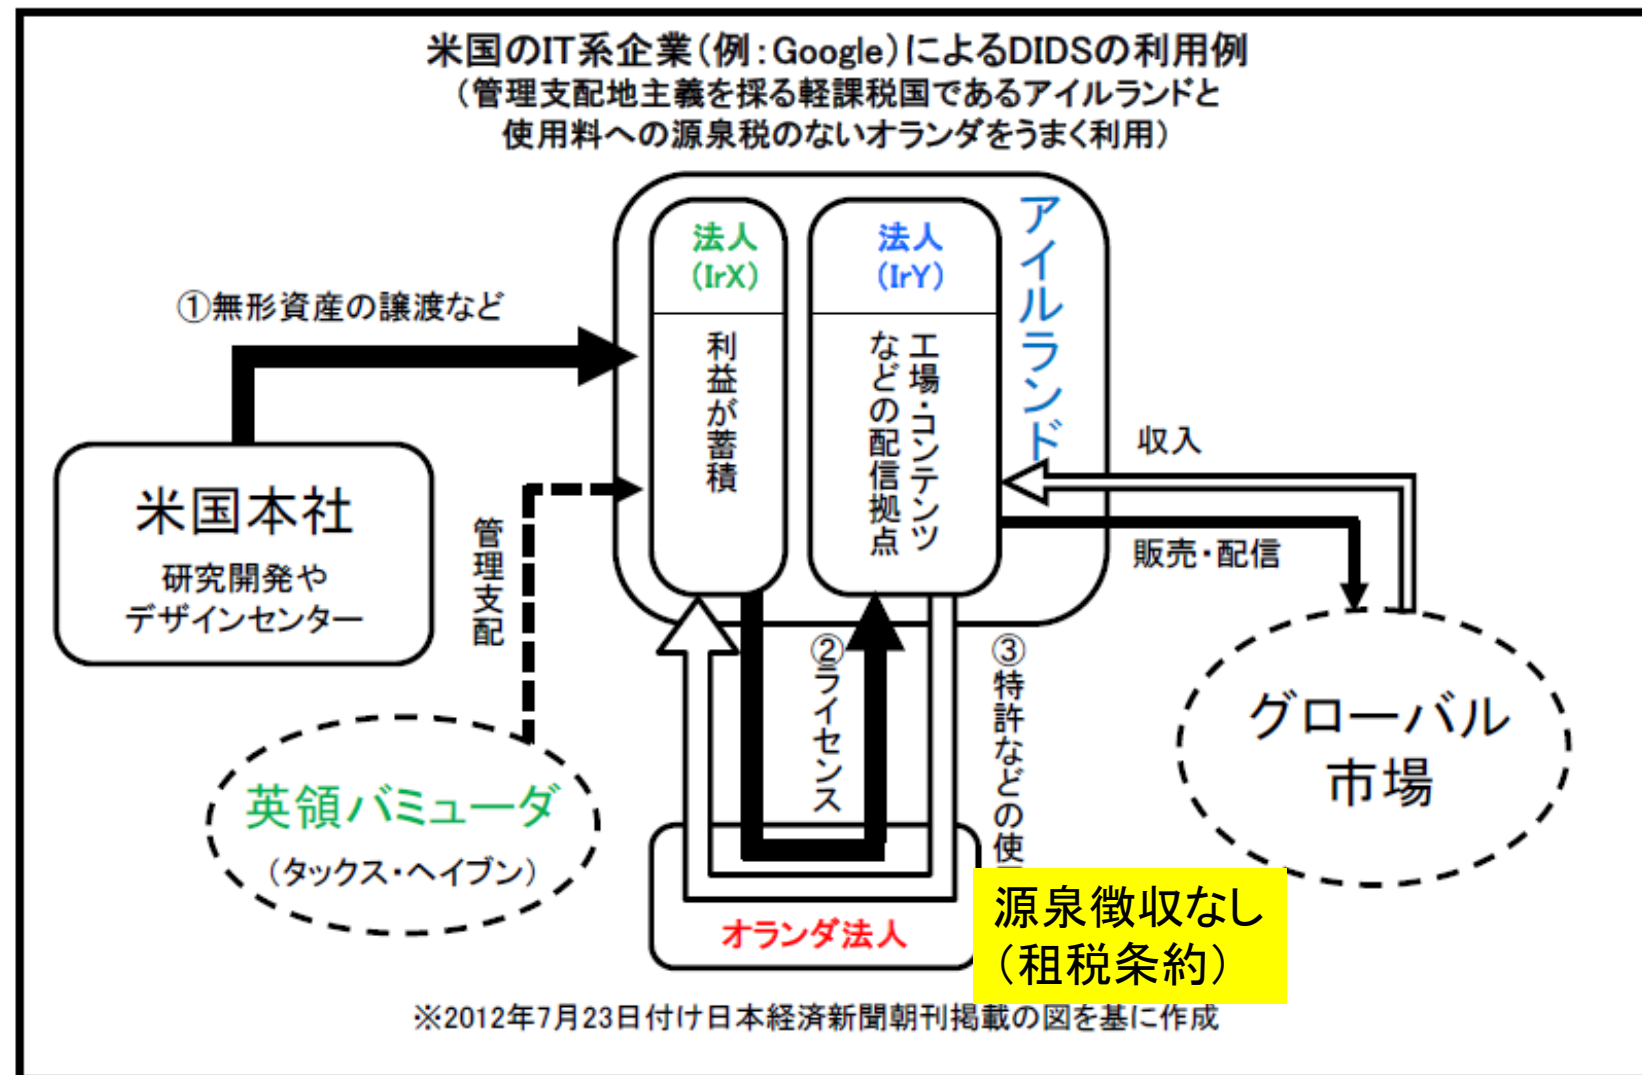 米国のIT系企業(例:Google)によるDIDSの利用例
(管理支配地主義を採る軽課税国であるアイルランドと
使用料への源泉税のないオランダをうまく利用)
アイルランド
法人
(IrX)
利益が蓄積
法人
(IrY)
工場・コンテンツ
などの配信拠点
①無形資産の譲渡など
米国本社
研究開発や
デザインセンター
管理支配
英領バミューダ
(タックス・ヘイブン)
収入
販売・配信
グローバル
市場
②ライセンス
③特許などの使
オランダ法人
源泉徴収なし
(租税条約)
※2012年7月23日付け日本経済新聞朝刊掲載の図を基に作成